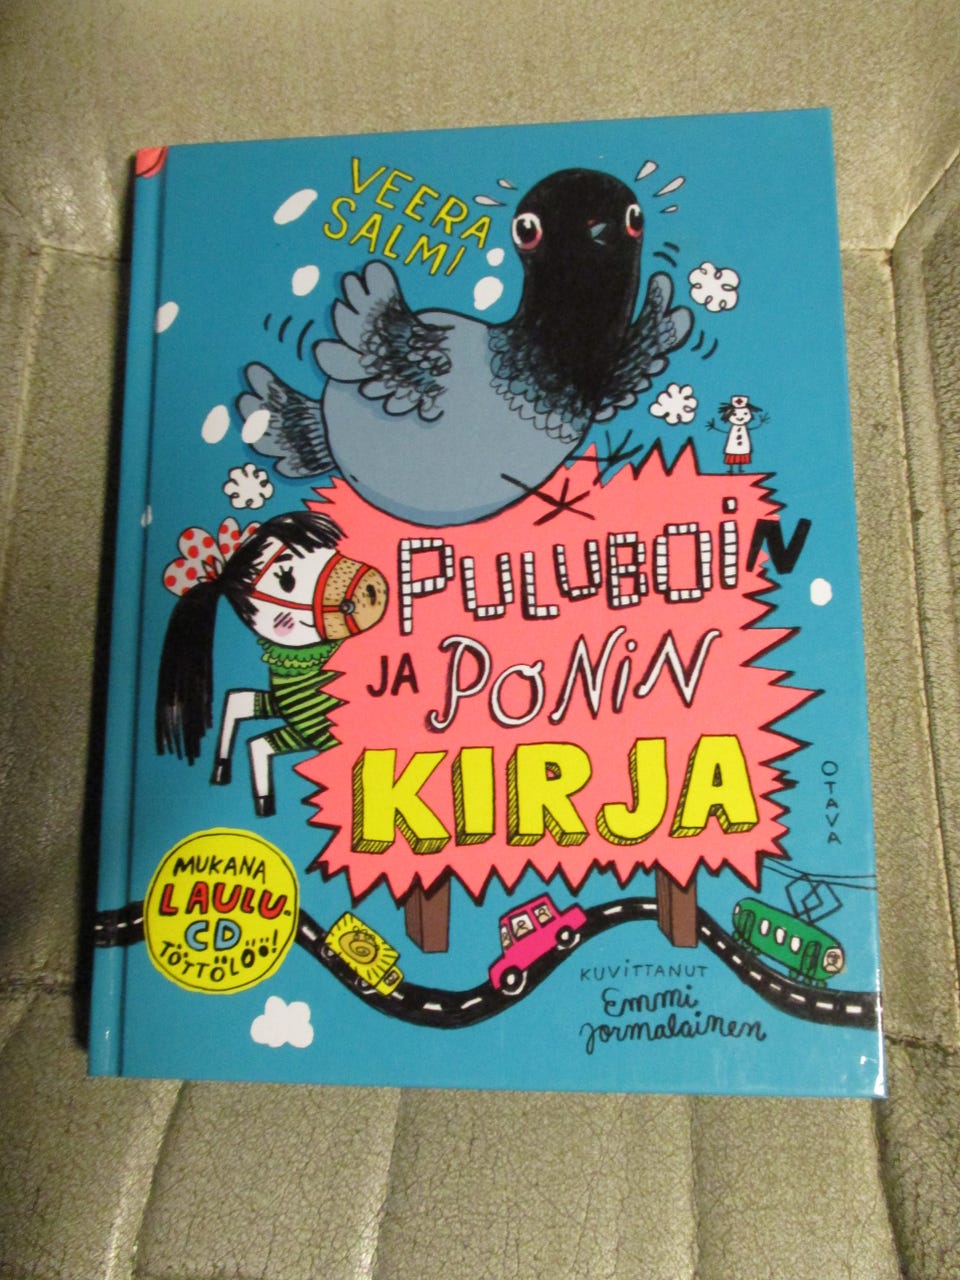 VEERA
SALMI
PULUBOiN
JA PONiN
KIRJA
OTAVA
MUKANA
LAULU-
CD
TÖTTÖLÖÖ!
KUVITTANUT
Emmi
Jormalainen